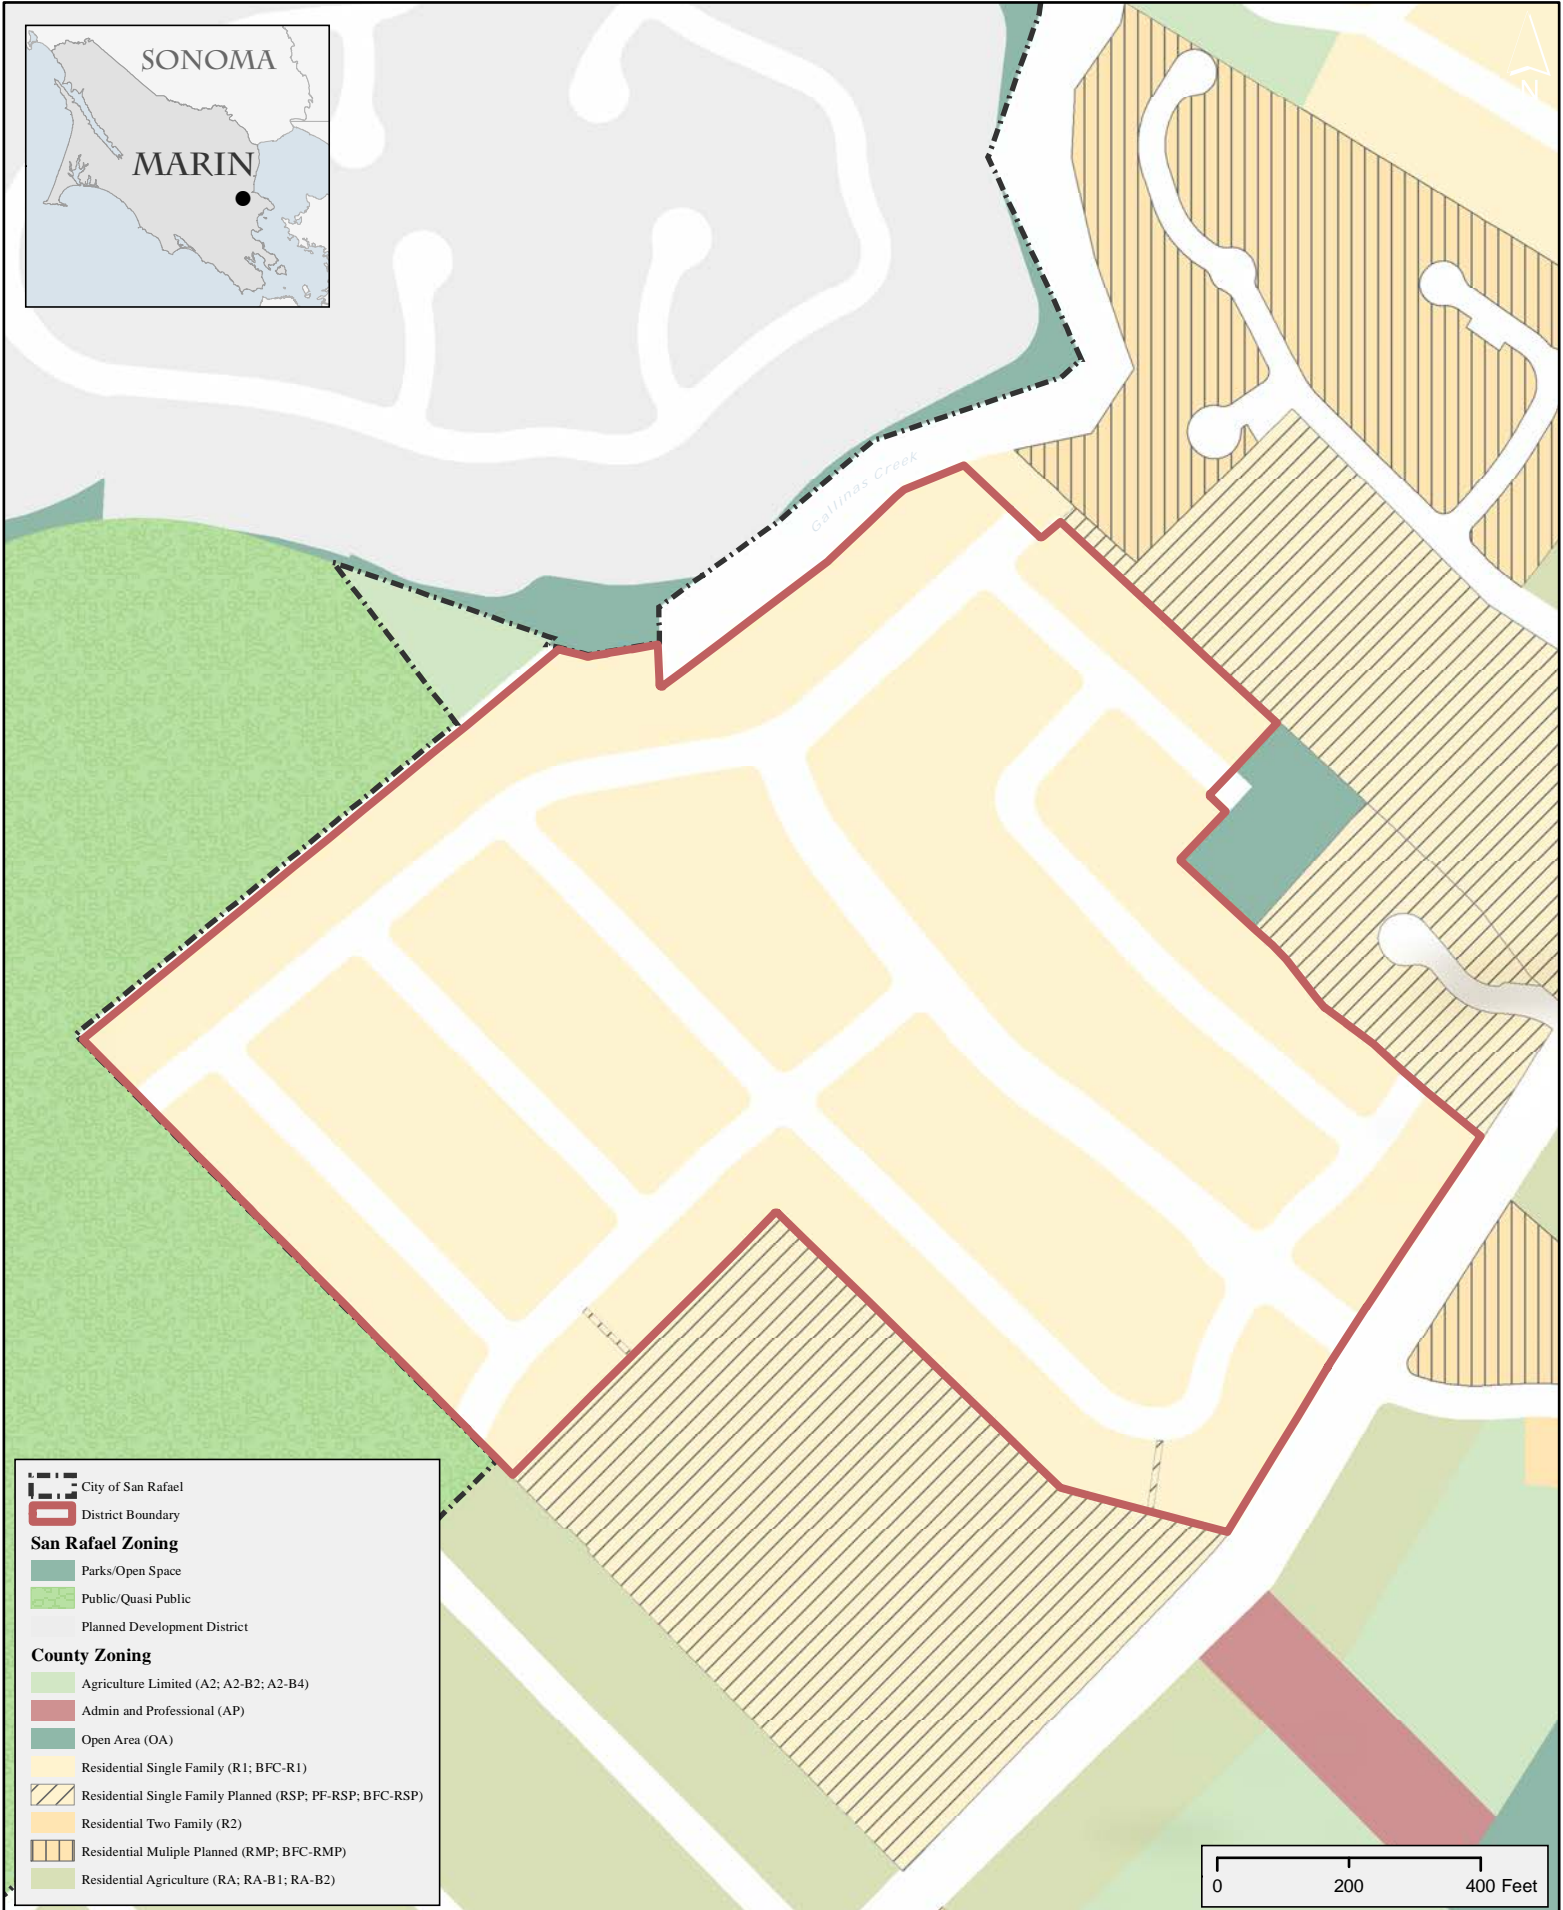 SONOMA
MARIN
N
Gallinas Creek
City of San Rafael
District Boundary
San Rafael Zoning
Parks/Open Space
Public/Quasi Public
Planned Development District
County Zoning
Agriculture Limited (A2; A2-B2; A2-B4)
Admin and Professional (AP)
Open Area (OA)
Residential Single Family (R1; BFC-R1)
Residential Single Family Planned (RSP; PF-RSP; BFC-RSP)
Residential Two Family (R2)
Residential Muliple Planned (RMP; BFC-RMP)
Residential Agriculture (RA; RA-B1; RA-B2)
0 200 400 Feet